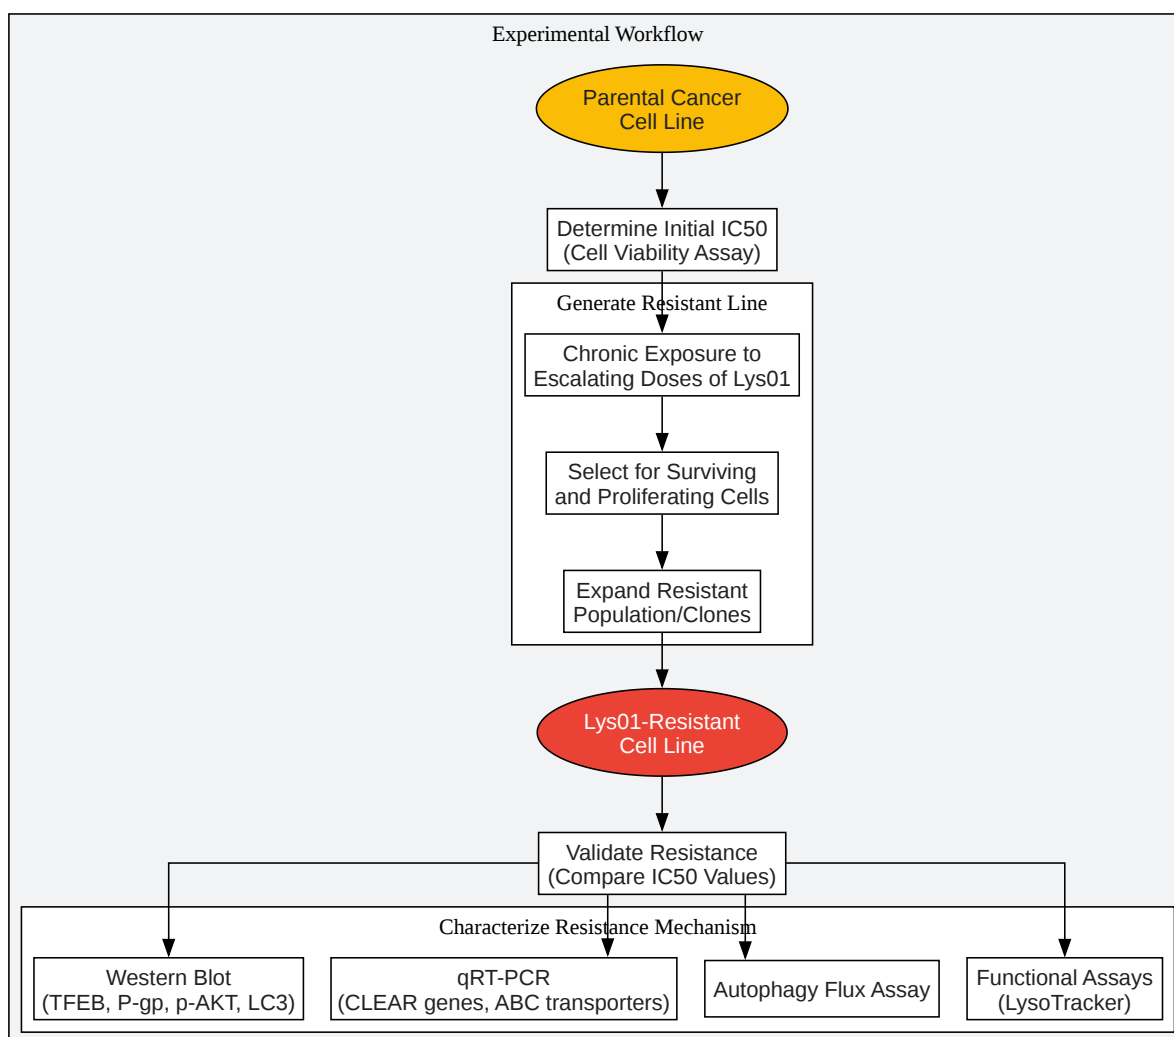 Experimental Workflow
Parental Cancer
Cell Line
Determine Initial IC50
(Cell Viability Assay)
Generate Resistant Line
Chronic Exposure to
Escalating Doses of Lys01
Select for Surviving
and Proliferating Cells
Expand Resistant
Population/Clones
Lys01-Resistant
Cell Line
Validate Resistance
(Compare IC50 Values)
Characterize Resistance Mechanism
Western Blot
(TFEB, P-gp, p-AKT, LC3)
qRT-PCR
(CLEAR genes, ABC transporters)
Autophagy Flux Assay
Functional Assays
(LysoTracker)